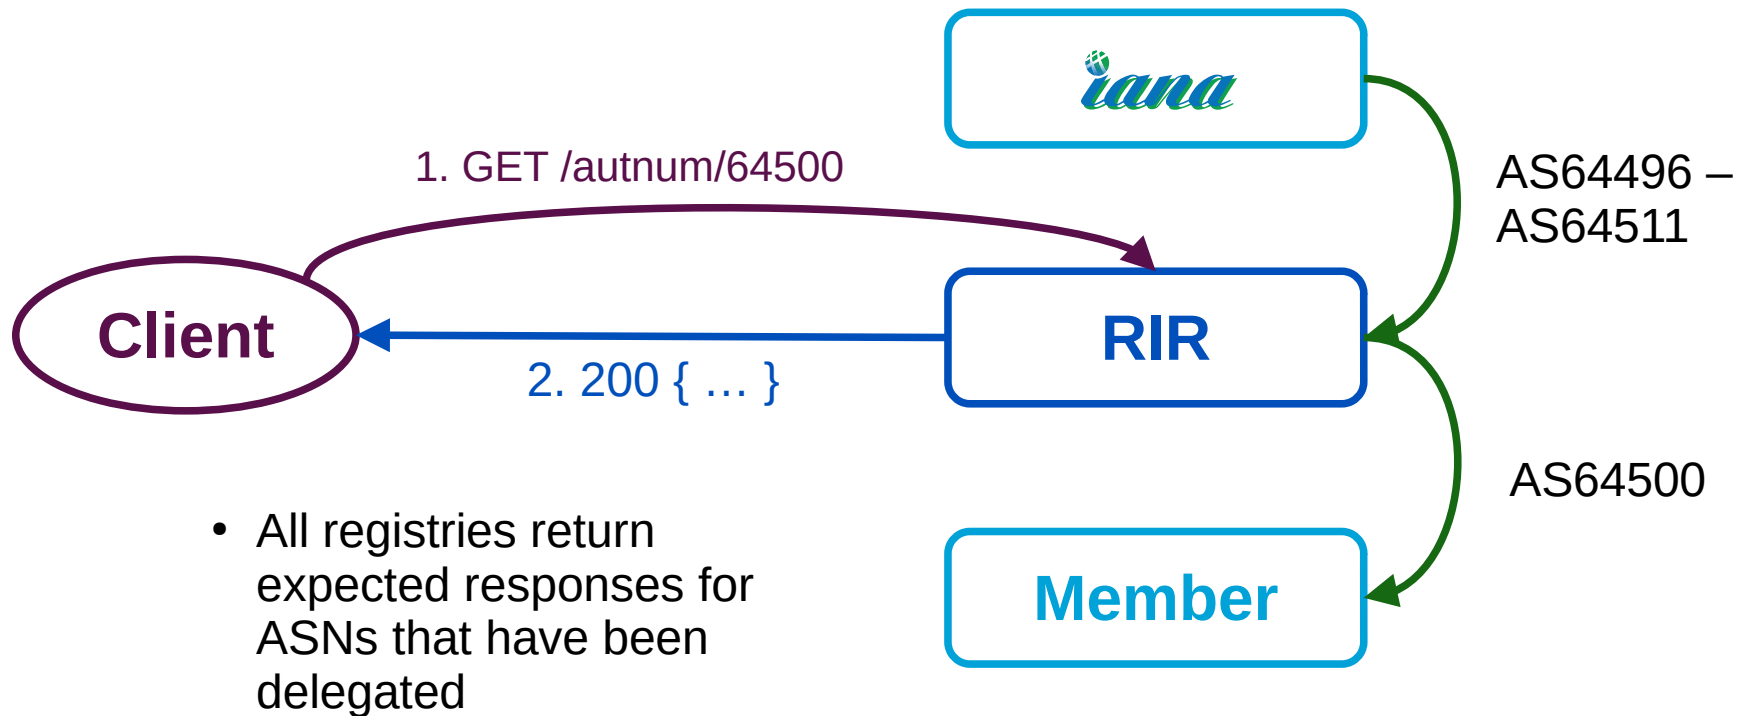 iana
1. GET /autnum/64500
AS64496 –
AS64511
Client
RIR
2. 200 { … }
AS64500
• All registries return
expected responses for
ASNs that have been
delegated
Member